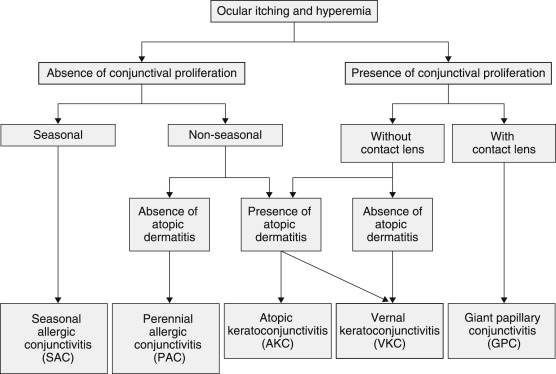 Ocular itching and hyperemia
Absence of conjunctival proliferation
Presence of conjuntival proliferation
Seasonal
Non-seasonal
Without
contact lens
With
contact lens
Absence of
atopic
dermatitis
Presence of
atopic
dermatitis
Absence of
atopic
dermatitis
Seasonal
allergic
conjunctivitis
(SAC)
Perennial
allergic
conjunctivitis
(PAC)
Atopic
keratoconjunctivitis
(AKC)
Vernal
keratoconjunctivitis
(VKC)
Giant papillary
conjunctivitis
(GPC)